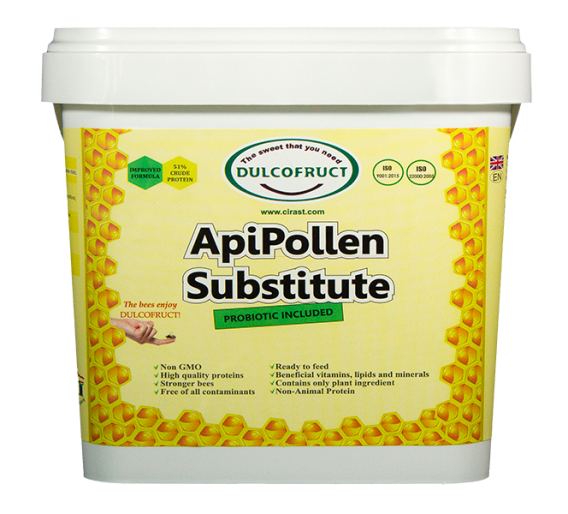 The sweet that you need
DULCOFRUCT
IMPROVED
FORMULA
51%
CRUDE
PROTEIN
ISO
9001:2015
ISO
22000:2005
EN
www.cirast.com
ApiPollen
Substitute
PROBIOTIC INCLUDED
The bees enjoy
DULCOFRUCT!
√ Non GMO
√ High quality proteins
√ Stronger bees
√ Free of all contaminants
√ Ready to feed
√ Beneficial vitamins, lipids and minerals
√ Contains only plant ingredient
√ Non-Animal Protein